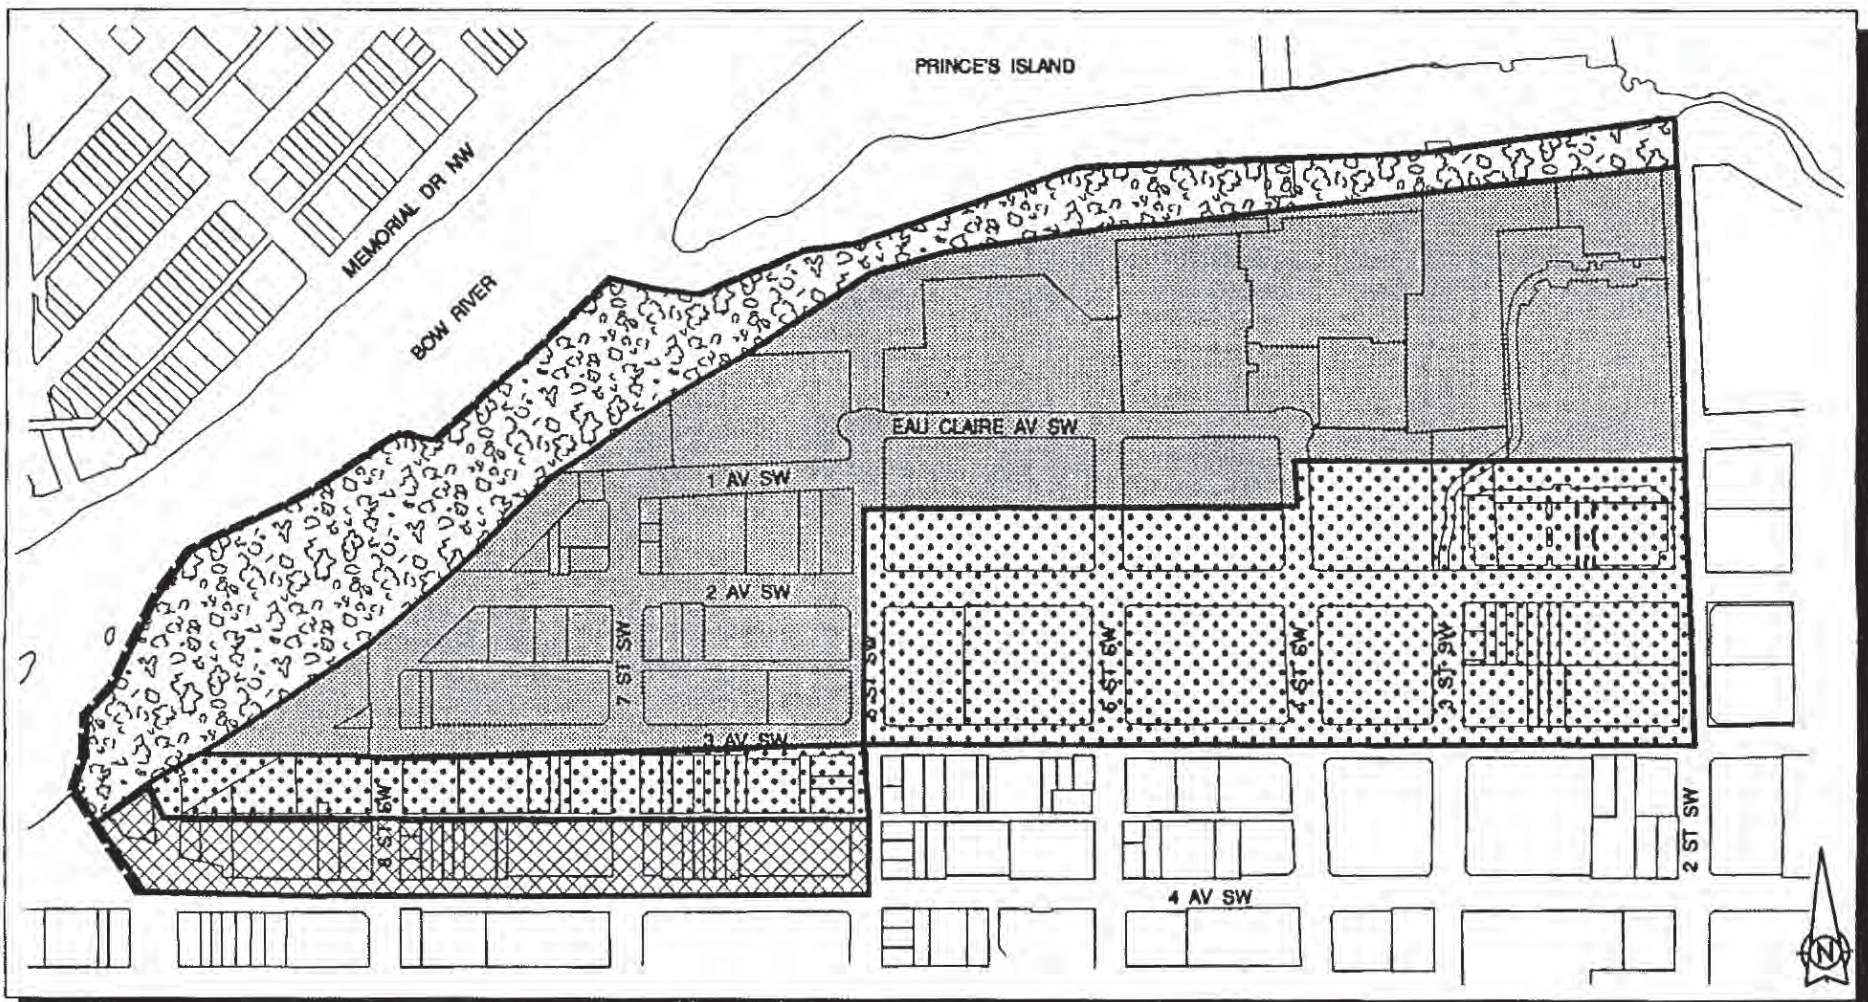 PRINCE'S ISLAND
MEMORIAL DR NW
BOW RIVER
EAU CLAIRE AV SW
1 AV SW
2 AV SW
7 ST SW
5 ST SW
6 ST SW
4 ST SW
3 ST SW
3 AV SW
8 ST SW
2 ST SW
4 AV SW
N